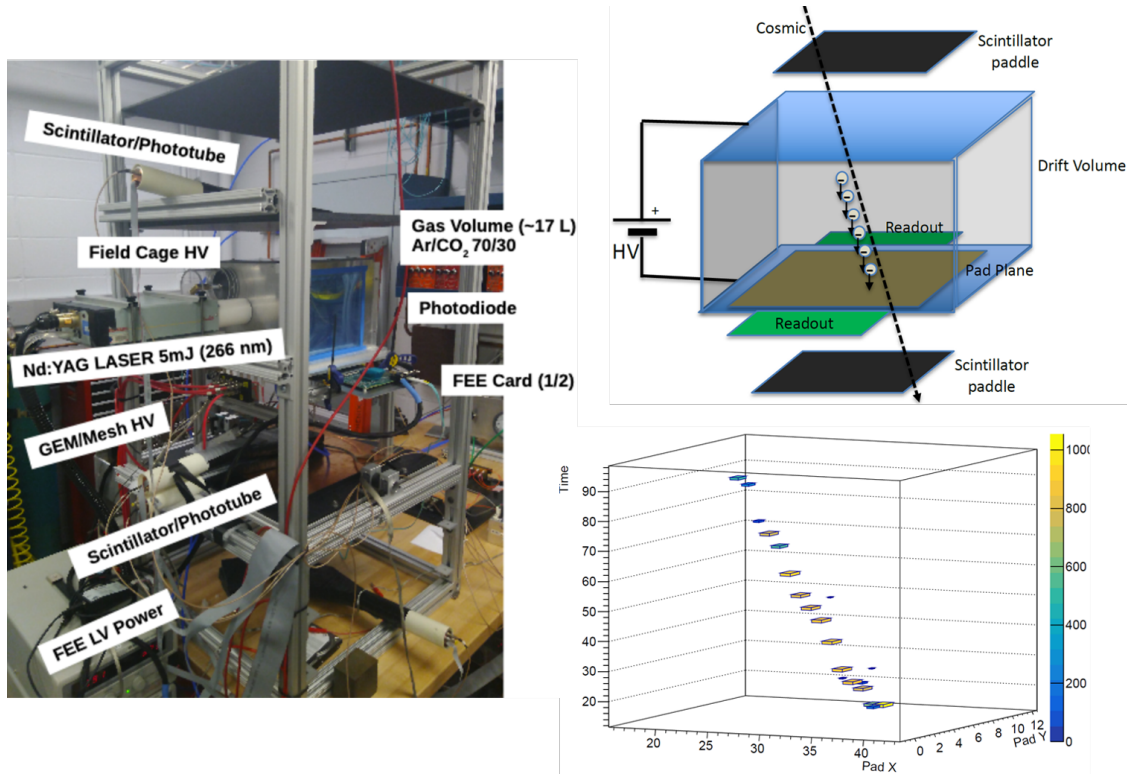 Scintillator/Phototube
Field Cage HV
Gas Volume (~17 L)
Ar/CO2 70/30
Photodiode
Nd:YAG LASER 5mJ (266 nm)
FEE Card (1/2)
GEM/Mesh HV
Scintillator/Phototube
FEE LV Power
Cosmic
Scintillator
paddle
Drift Volume
+
HV
Readout
Pad Plane
Readout
Scintillator
paddle
Time
90
80
70
60
50
40
30
20
20 25 30 35 40
Pad X
0 2 4 6 8 10 12
Pad Y
1000
800
600
400
200
0